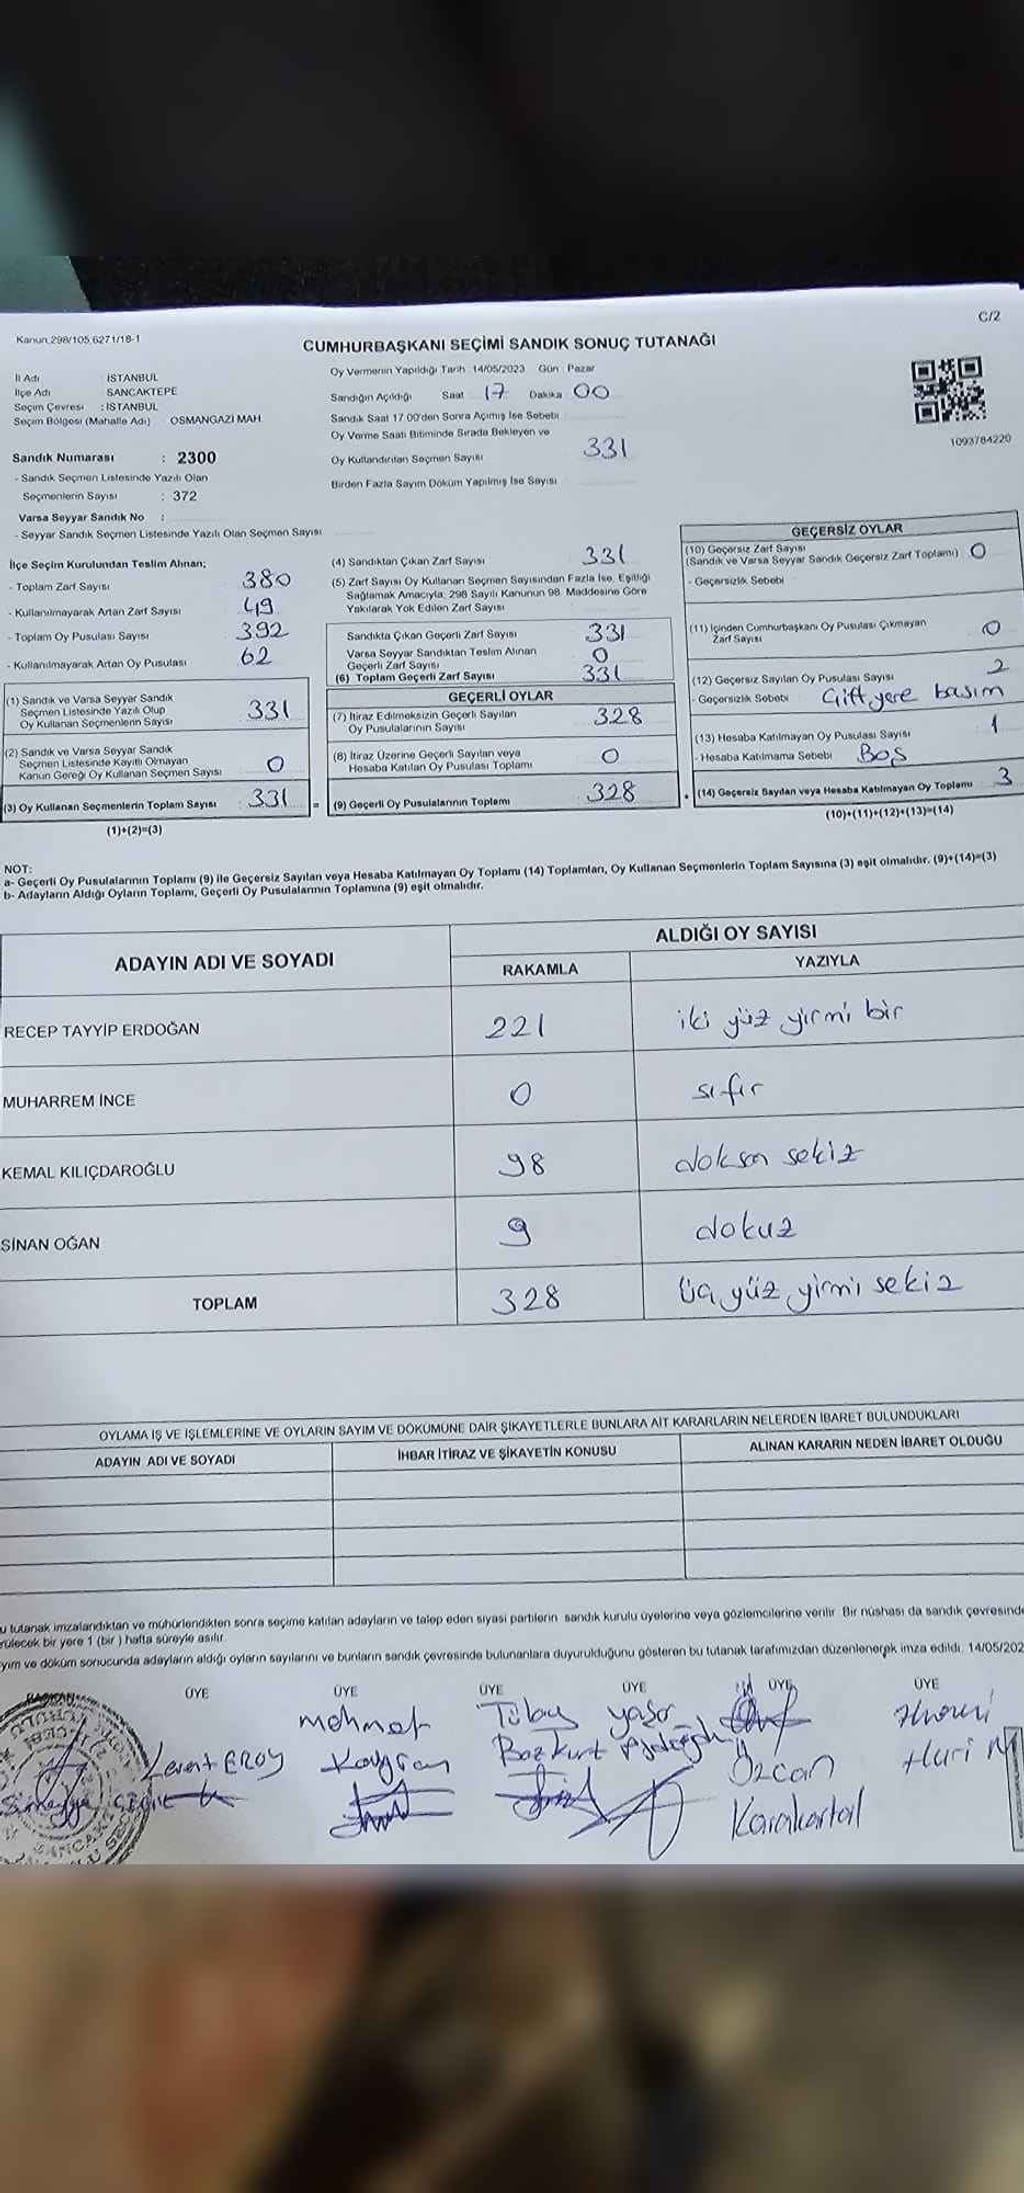 C/2
Kanun 298/105 6271/18-1
CUMHURBAŞKANI SEÇİMİ SANDIK SONUÇ TUTANAĞI
İl Adı İSTANBUL
İlçe Adı SANCAKTEPE
Seçim Çevresi : İSTANBUL
Seçim Bölgesi (Mahalle Adı) OSMANGAZİ MAH.
Sandık Numarası : 2300
- Sandık Seçmen Listesinde Yazılı Olan
Seçmenlerin Sayısı : 372
Varsa Seyyar Sandık No :
- Seyyar Sandık Seçmen Listesinde Yazılı Olan Seçmen Sayısı
Oy Vermenin Yapıldığı Tarih 14/05/2023 Gün : Pazar
Sandığın Açıldığı Saat 17 Dakika 00
Sandık Saat 17 00'den Sonra Açımış İse Sebebi
Oy Verme Saati Bitiminde Sırada Bekleyen ve
Oy Kullandırılan Seçmen Sayısı 331
Birden Fazla Sayım Döküm Yapılmış İse Sayısı
1093784220
İlçe Seçim Kurulundan Teslim Alınan;
- Toplam Zarf Sayısı 380
- Kullanılmayarak Artan Zarf Sayısı 49
- Toplam Oy Pusulası Sayısı 392
- Kullanılmayarak Artan Oy Pusulası 62
(1) Sandık ve Varsa Seyyar Sandık
Seçmen Listesinde Yazılı Olup
Oy Kullanan Seçmenlerin Sayısı 331
(2) Sandık ve Varsa Seyyar Sandık
Seçmen Listesinde Kayıtlı Olmayan
Kanun Gereği Oy Kullanan Seçmen Sayısı 0
(3) Oy Kullanan Seçmenlerin Toplam Sayısı : 331 =
(1)+(2)=(3)
(4) Sandıktan Çıkan Zarf Sayısı 331
(5) Zarf Sayısı Oy Kullanan Seçmen Sayısından Fazla İse, Eşitliği
Sağlamak Amacıyla, 298 Sayılı Kanunun 98. Maddesine Göre
Yakılarak Yok Edilen Zarf Sayısı
Sandıkta Çıkan Geçerli Zarf Sayısı 331
Varsa Seyyar Sandıktan Teslim Alınan
Geçerli Zarf Sayısı 0
(6) Toplam Geçerli Zarf Sayısı 331
GEÇERLİ OYLAR
(7) İtiraz Edilmeksizin Geçerli Sayılan
Oy Pusulalarının Sayısı 328
(8) İtiraz Üzerine Geçerli Sayılan veya
Hesaba Katılan Oy Pusulası Toplamı 0
(9) Geçerli Oy Pusulalarının Toplamı 328
GEÇERSİZ OYLAR
(10) Geçersiz Zarf Sayısı
(Sandık ve Varsa Seyyar Sandık Geçersiz Zarf Toplamı) 0
- Geçersizlik Sebebi
(11) İçinden Cumhurbaşkanı Oy Pusulası Çıkmayan
Zarf Sayısı 0
(12) Geçersiz Sayılan Oy Pusulası Sayısı 2
- Geçersizlik Sebebi Çift yere basım
(13) Hesaba Katılmayan Oy Pusulası Sayısı 1
- Hesaba Katılmama Sebebi BOŞ
(14) Geçersiz Sayılan veya Hesaba Katılmayan Oy Toplamı 3
(10)+(11)+(12)+(13)=(14)
NOT:
a- Geçerli Oy Pusulalarının Toplamı (9) ile Geçersiz Sayılan veya Hesaba Katılmayan Oy Toplamı (14) Toplamları, Oy Kullanan Seçmenlerin Toplam Sayısına (3) eşit olmalıdır. (9)+(14)=(3)
b- Adayların Aldığı Oyların Toplamı, Geçerli Oy Pusulalarının Toplamına (9) eşit olmalıdır.
ADAYIN ADI VE SOYADI
ALDIĞI OY SAYISI
RAKAMLA YAZIYLA
RECEP TAYYİP ERDOĞAN 221 iki yüz yirmi bir
MUHARREM İNCE 0 sıfır
KEMAL KILIÇDAROĞLU 98 doksan sekiz
SİNAN OĞAN 9 dokuz
TOPLAM 328 üç yüz yirmi sekiz
OYLAMA İŞ VE İŞLEMLERİNE VE OYLARIN SAYIM VE DÖKÜMÜNE DAİR ŞİKAYETLERLE BUNLARA AİT KARARLARIN NELERDEN İBARET BULUNDUKLARI
ADAYIN ADI VE SOYADI İHBAR İTİRAZ VE ŞİKAYETİN KONUSU ALINAN KARARIN NEDEN İBARET OLDUĞU
u tutanak imzalandıktan ve mühürlendikten sonra seçime katılan adayların ve talep eden siyasi partilerin sandık kurulu üyelerine veya gözlemcilerine verilir. Bir nüshası da sandık çevresinde
rülecek bir yere 1 (bir ) hafta süreyle asılır.
yım ve döküm sonucunda adayların aldığı oyların sayılarını ve bunların sandık çevresinde bulunanlara duyurulduğunu gösteren bu tutanak tarafımızdan düzenlenerek imza edildi. 14/05/202
BAŞKAN ÜYE ÜYE ÜYE ÜYE ÜYE ÜYE
Mehmet Tülay Yaşar
Levent EROY Bozkurt Özcan Huri
Karakartal